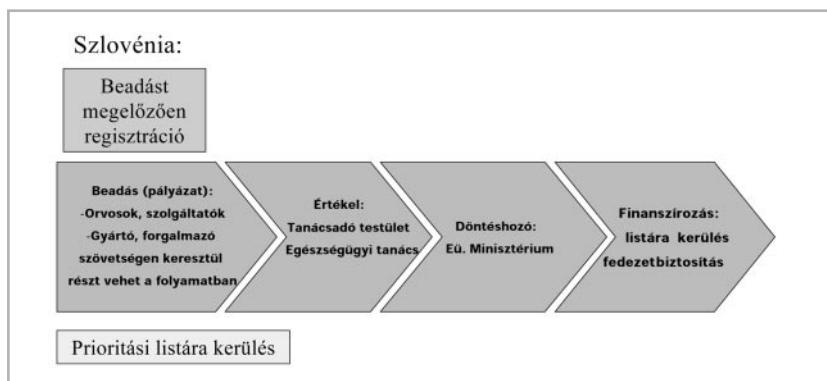 Szlovénia:
Beadást
megelőzően
regisztráció
Beadás (pályázat):
-Orvosok, szolgáltatók
-Gyártó, forgalmazó
szövetségen keresztül
részt vehet a folyamatban
Értékel:
Tanácsadó testület
Egészségügyi tanács
Döntéshozó:
Eü. Minisztérium
Finanszírozás:
listára kerülés
fedezetbiztosítás
Prioritási listára kerülés